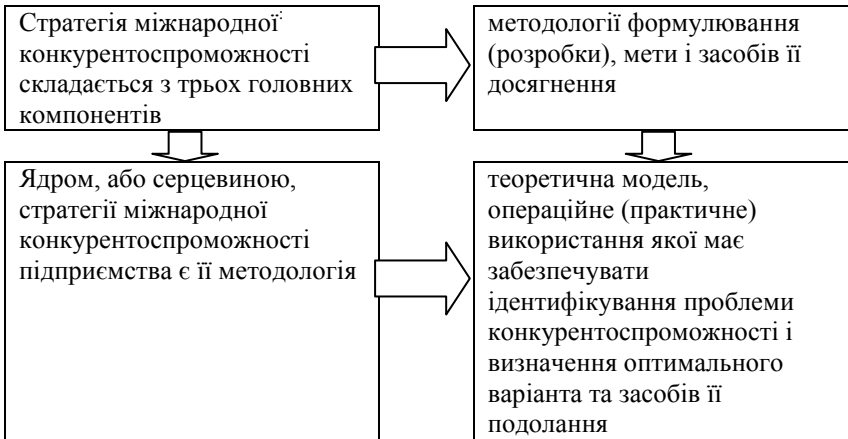 Стратегія міжнародної:
конкурентоспроможності
складається з трьох головних
компонентів
методології формулювання
(розробки), мети і засобів її
досягнення
Ядром, або серцевиною,
стратегії міжнародної
конкурентоспроможності
підприємства є її методологія
теоретична модель,
операційне (практичне)
використання якої має
забезпечувати
ідентифікування проблеми
конкурентоспроможності і
визначення оптимального
варіанта та засобів її
подолання